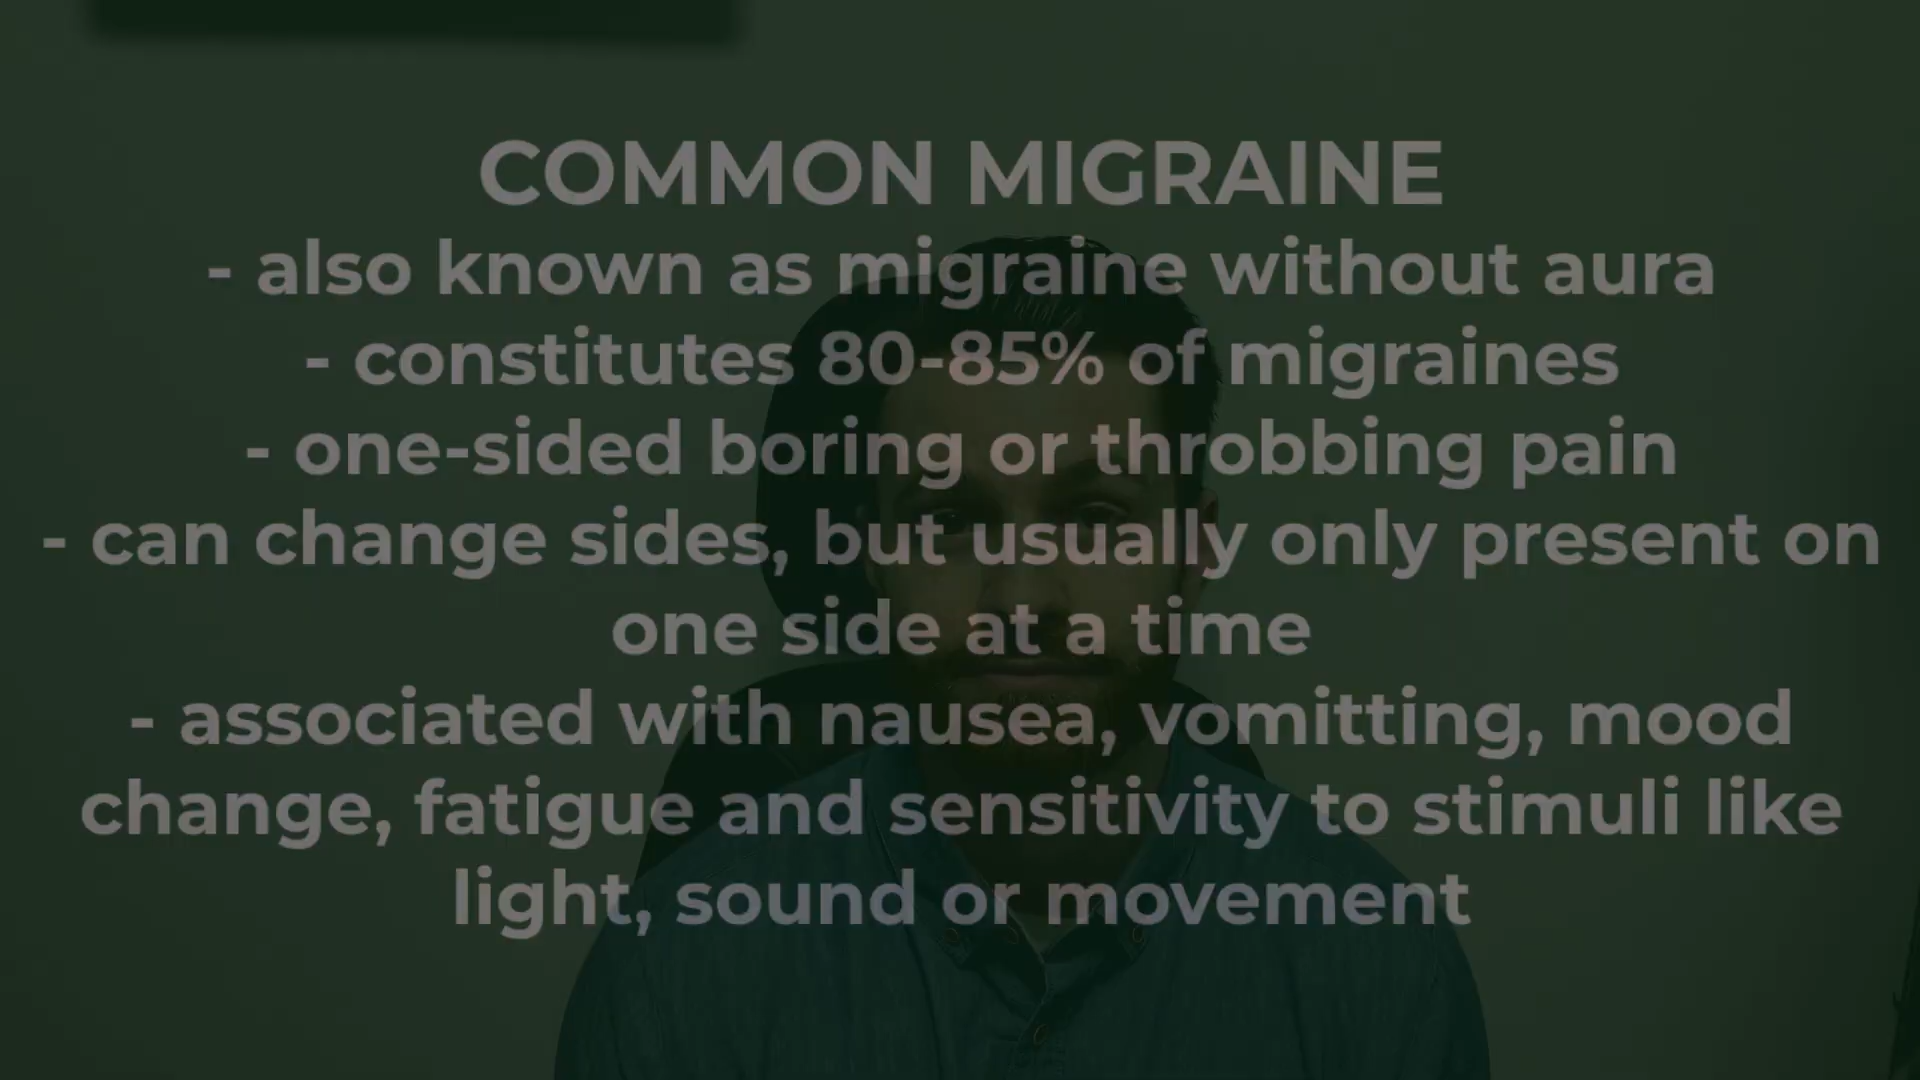 COMMON MIGRAINE
- also known as migraine without aura
- constitutes 80-85% of migraines
- one-sided boring or throbbing pain
- can change sides, but usually only present on
one side at a time
- associated with nausea, vomitting, mood
change, fatigue and sensitivity to stimuli like
light, sound or movement